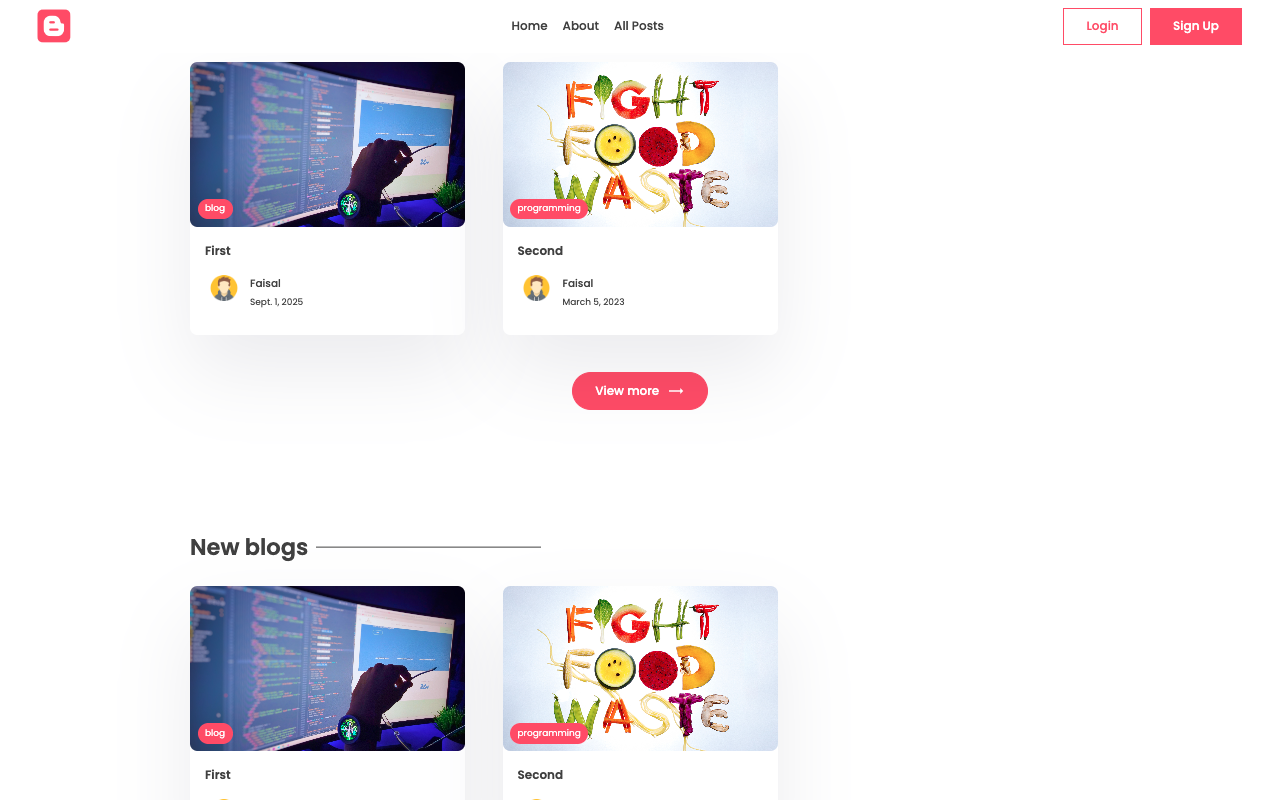 Home About All Posts Login Sign Up
FIGHT
FOOD
WASTE
blog programming
First Second
Faisal Faisal
Sept. 1, 2025 March 5, 2023
View more →
New blogs
FIGHT
FOOD
WASTE
blog programming
First Second